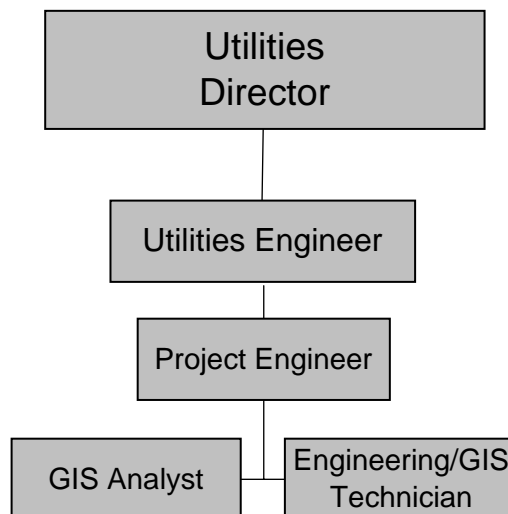 Utilities
Director
Utilities Engineer
Project Engineer
GIS Analyst
Engineering/GIS
Technician